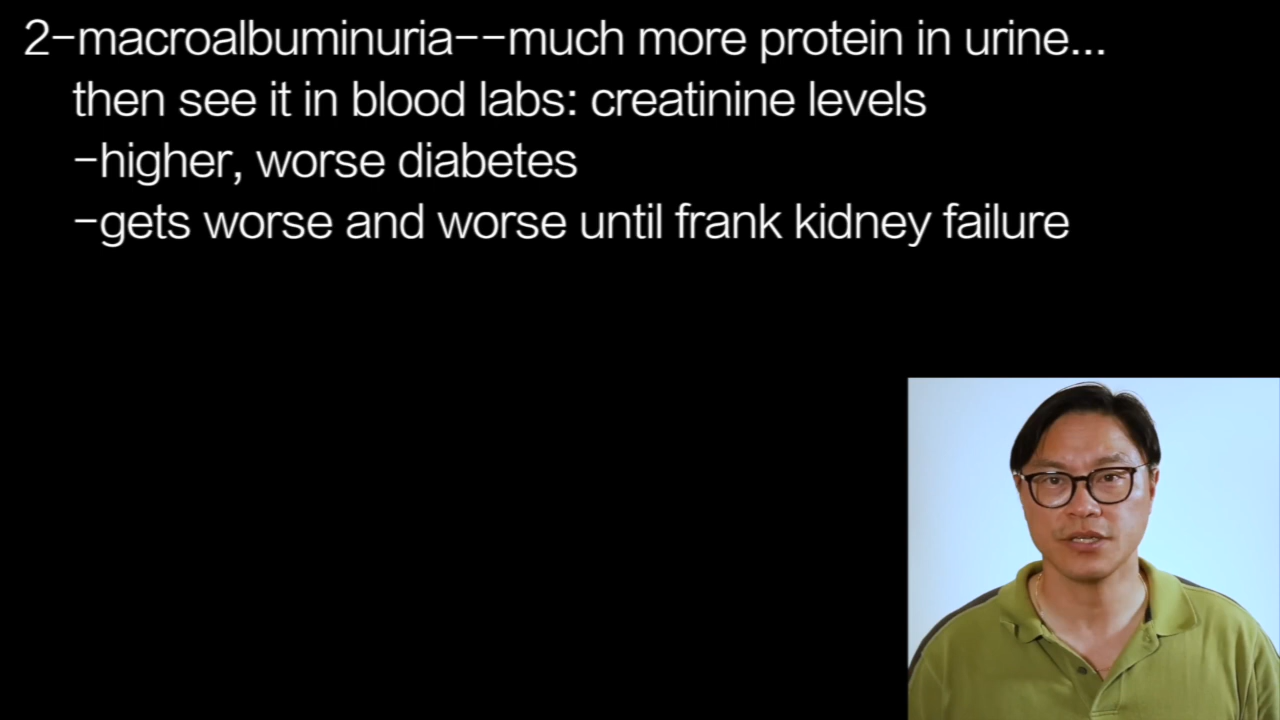 2-macroalbuminuria--much more protein in urine...
then see it in blood labs: creatinine levels
-higher, worse diabetes
-gets worse and worse until frank kidney failure